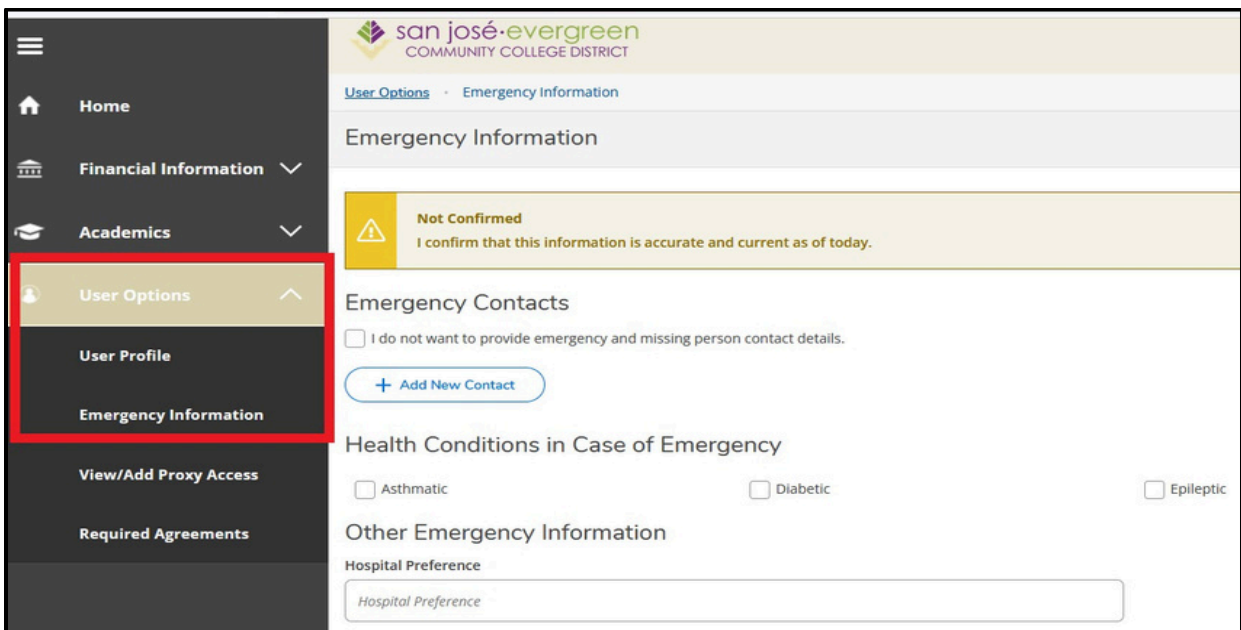 san josé·evergreen
COMMUNITY COLLEGE DISTRICT
Home
Financial Information
Academics
User Options
User Profile
Emergency Information
View/Add Proxy Access
Required Agreements
User Options · Emergency Information
Emergency Information
Not Confirmed
I confirm that this information is accurate and current as of today.
Emergency Contacts
I do not want to provide emergency and missing person contact details.
+ Add New Contact
Health Conditions in Case of Emergency
Asthmatic Diabetic Epileptic
Other Emergency Information
Hospital Preference
Hospital Preference